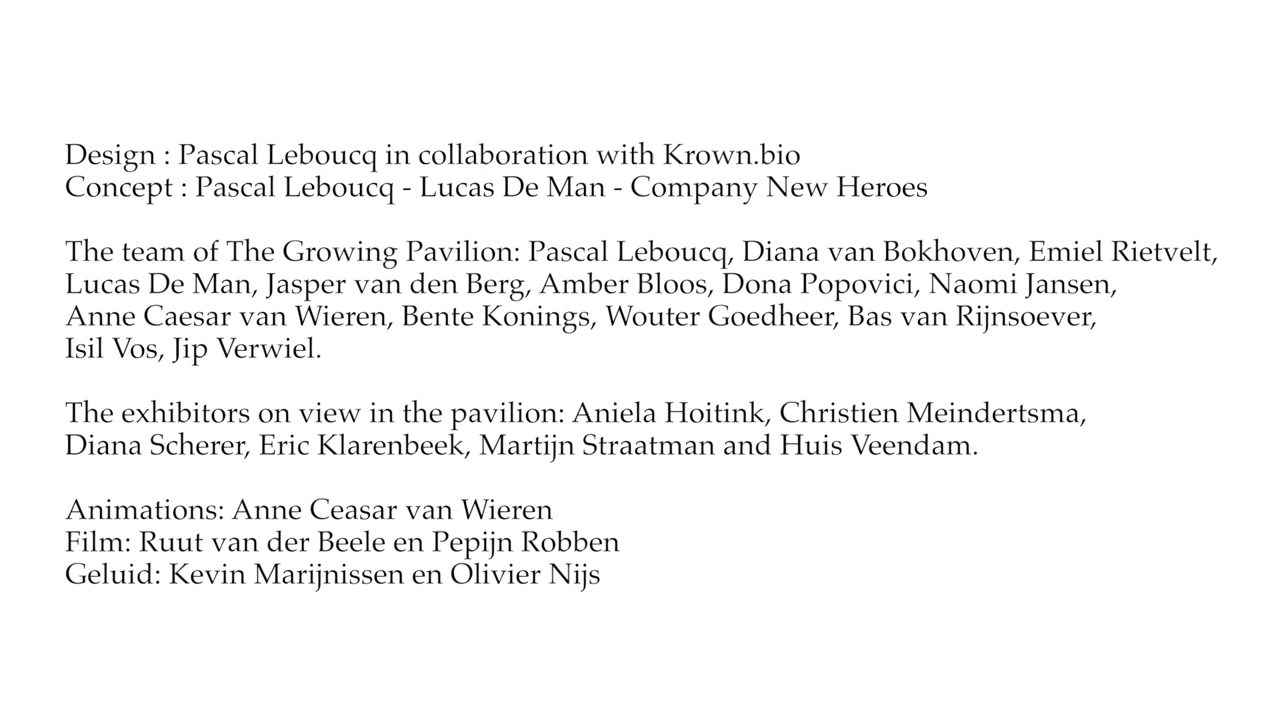 Design : Pascal Leboucq in collaboration with Krown.bio
Concept : Pascal Leboucq - Lucas De Man - Company New Heroes
The team of The Growing Pavilion: Pascal Leboucq, Diana van Bokhoven, Emiel Rietvelt,
Lucas De Man, Jasper van den Berg, Amber Bloos, Dona Popovici, Naomi Jansen,
Anne Caesar van Wieren, Bente Konings, Wouter Goedheer, Bas van Rijnsoever,
Isil Vos, Jip Verwiel.
The exhibitors on view in the pavilion: Aniela Hoitink, Christien Meindertsma,
Diana Scherer, Eric Klarenbeek, Martijn Straatman and Huis Veendam.
Animations: Anne Ceasar van Wieren
Film: Ruut van der Beele en Pepijn Robben
Geluid: Kevin Marijnissen en Olivier Nijs